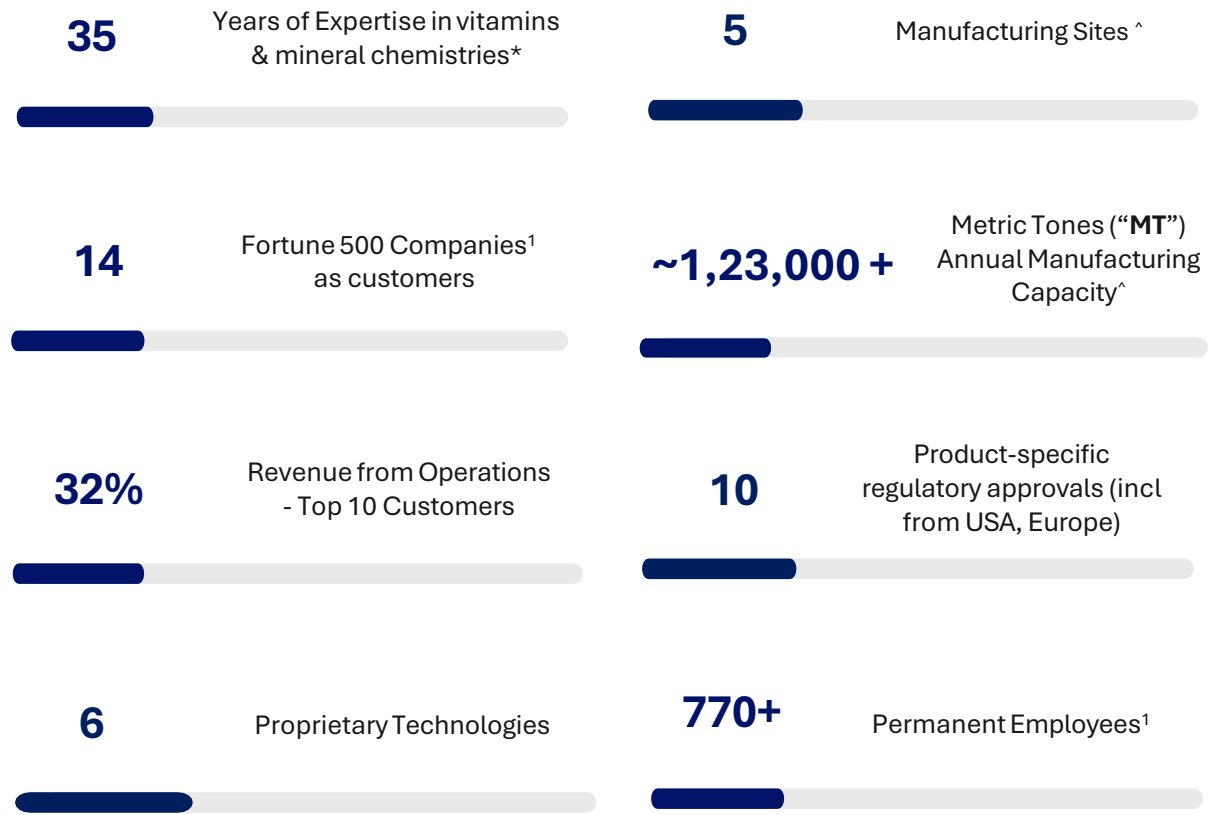 35
Years of Expertise in vitamins
& mineral chemistries*
5
Manufacturing Sites ^
14
Fortune 500 Companies¹
as customers
~1,23,000 +
Metric Tones (“MT”)
Annual Manufacturing
Capacity^
32%
Revenue from Operations
- Top 10 Customers
10
Product-specific
regulatory approvals (incl
from USA, Europe)
6
Proprietary Technologies
770+
Permanent Employees¹